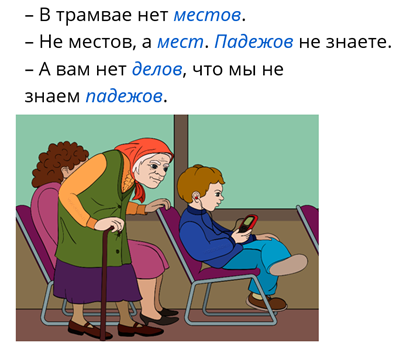 – В трамвае нет местов.
– Не местов, а мест. Падежов не знаете.
– А вам нет делов, что мы не
знаем падежов.